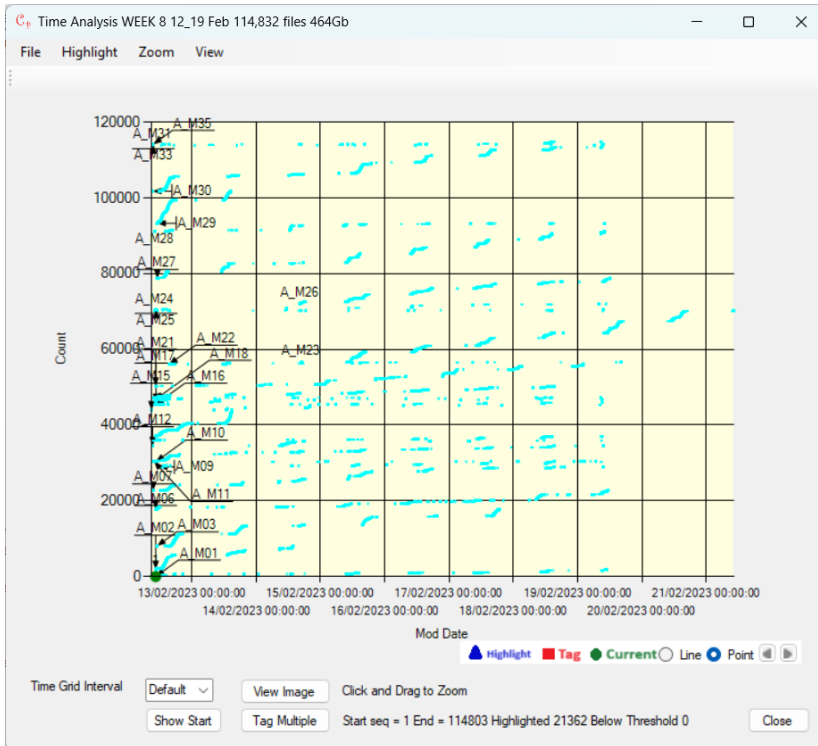 Time Analysis WEEK 8 12_19 Feb 114,832 files 464Gb
File Highlight Zoom View
120000
A_M35
A_M31
A_M33
100000
A_M30
A_M29
A_M28
80000
A_M27
A_M26
A_M24
A_M25
60000
A_M22
A_M21
A_M23
A_M18
A_M17
A_M15
A_M16
40000
A_M12
A_M10
A_M09
A_M07
20000
A_M11
A_M06
A_M03
A_M02
A_M01
0
Count
13/02/2023 00:00:00 15/02/2023 00:00:00 17/02/2023 00:00:00 19/02/2023 00:00:00 21/02/2023 00:00:00
14/02/2023 00:00:00 16/02/2023 00:00:00 18/02/2023 00:00:00 20/02/2023 00:00:00
Mod Date
Highlight Tag Current Line Point
Time Grid Interval Default View Image Click and Drag to Zoom
Show Start Tag Multiple Start seq = 1 End = 114803 Highlighted 21362 Below Threshold 0 Close